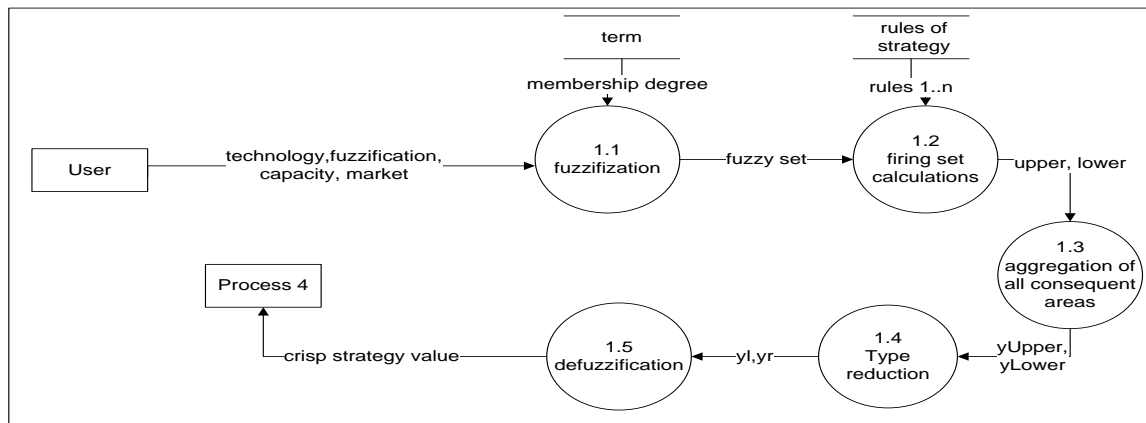 term
rules of
strategy
membership degree
rules 1..n
User
technology,fuzzification,
capacity, market
1.1
fuzzifization
fuzzy set
1.2
firing set
calculations
upper, lower
1.3
aggregation of
all consequent
areas
Process 4
crisp strategy value
1.5
defuzzification
yl,yr
1.4
Type
reduction
yUpper,
yLower